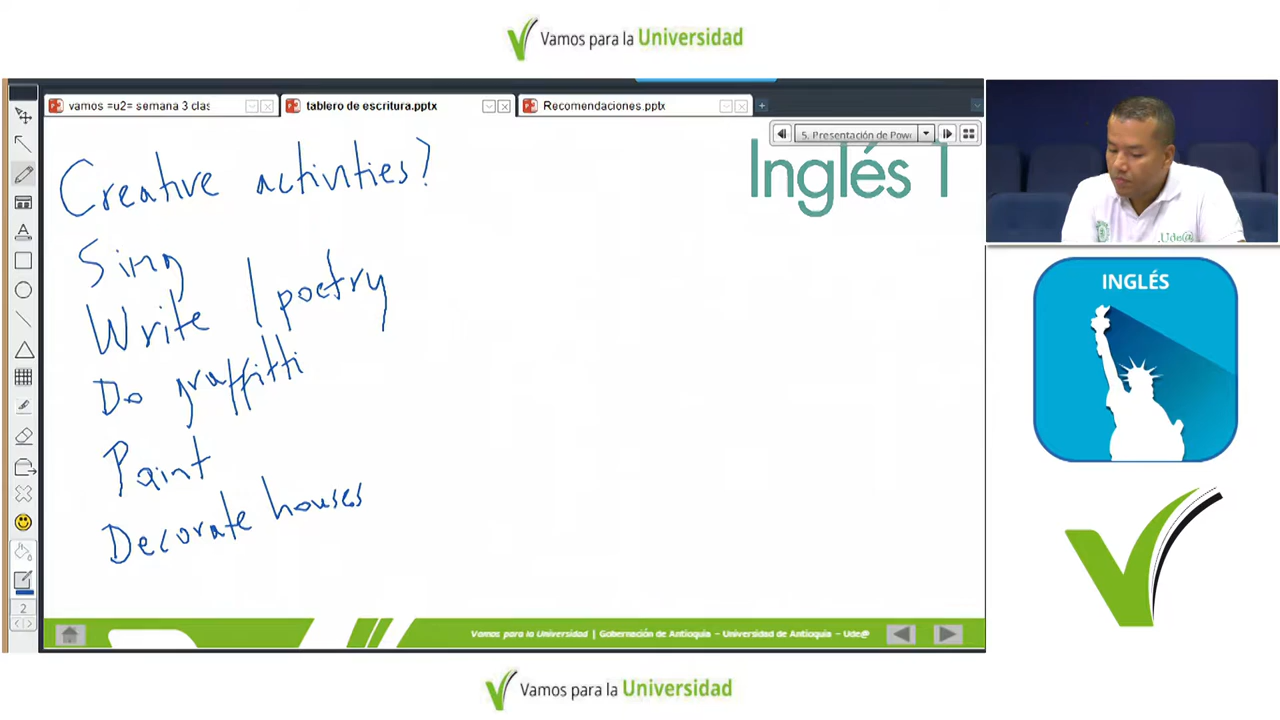 Vamos para la Universidad
vamos =u2= semana 3 clas
tablero de escritura.pptx
Recomendaciones.pptx
5. Presentación de Powe
Inglés 1
Creative activities?
Sing
Write / poetry
Do graffitti
Paint
Decorate houses
Ude@
INGLÉS
2
Vamos para la Universidad | Gobernación de Antioquia – Universidad de Antioquia – Ude@
Vamos para la Universidad